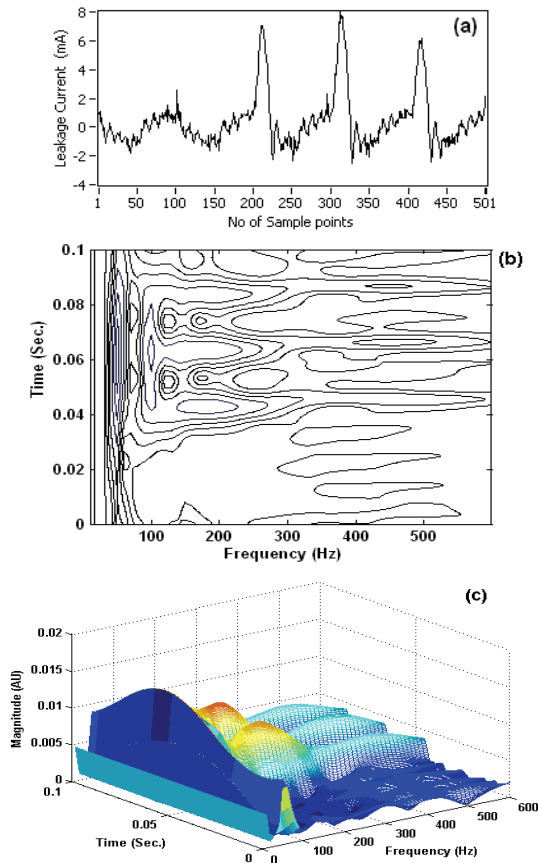 (a)
Leakage Current (mA)
8
6
4
2
0
-2
-4
1 50 100 150 200 250 300 350 400 450 501
No of Sample points
(b)
Time (Sec.)
0.1
0.08
0.06
0.04
0.02
0
100 200 300 400 500
Frequency (Hz)
(c)
Magnitude (AU)
0.02
0.015
0.01
0.005
0
0.1
0.05
0
Time (Sec.)
0
100
200
300
400
500
600
Frequency (Hz)